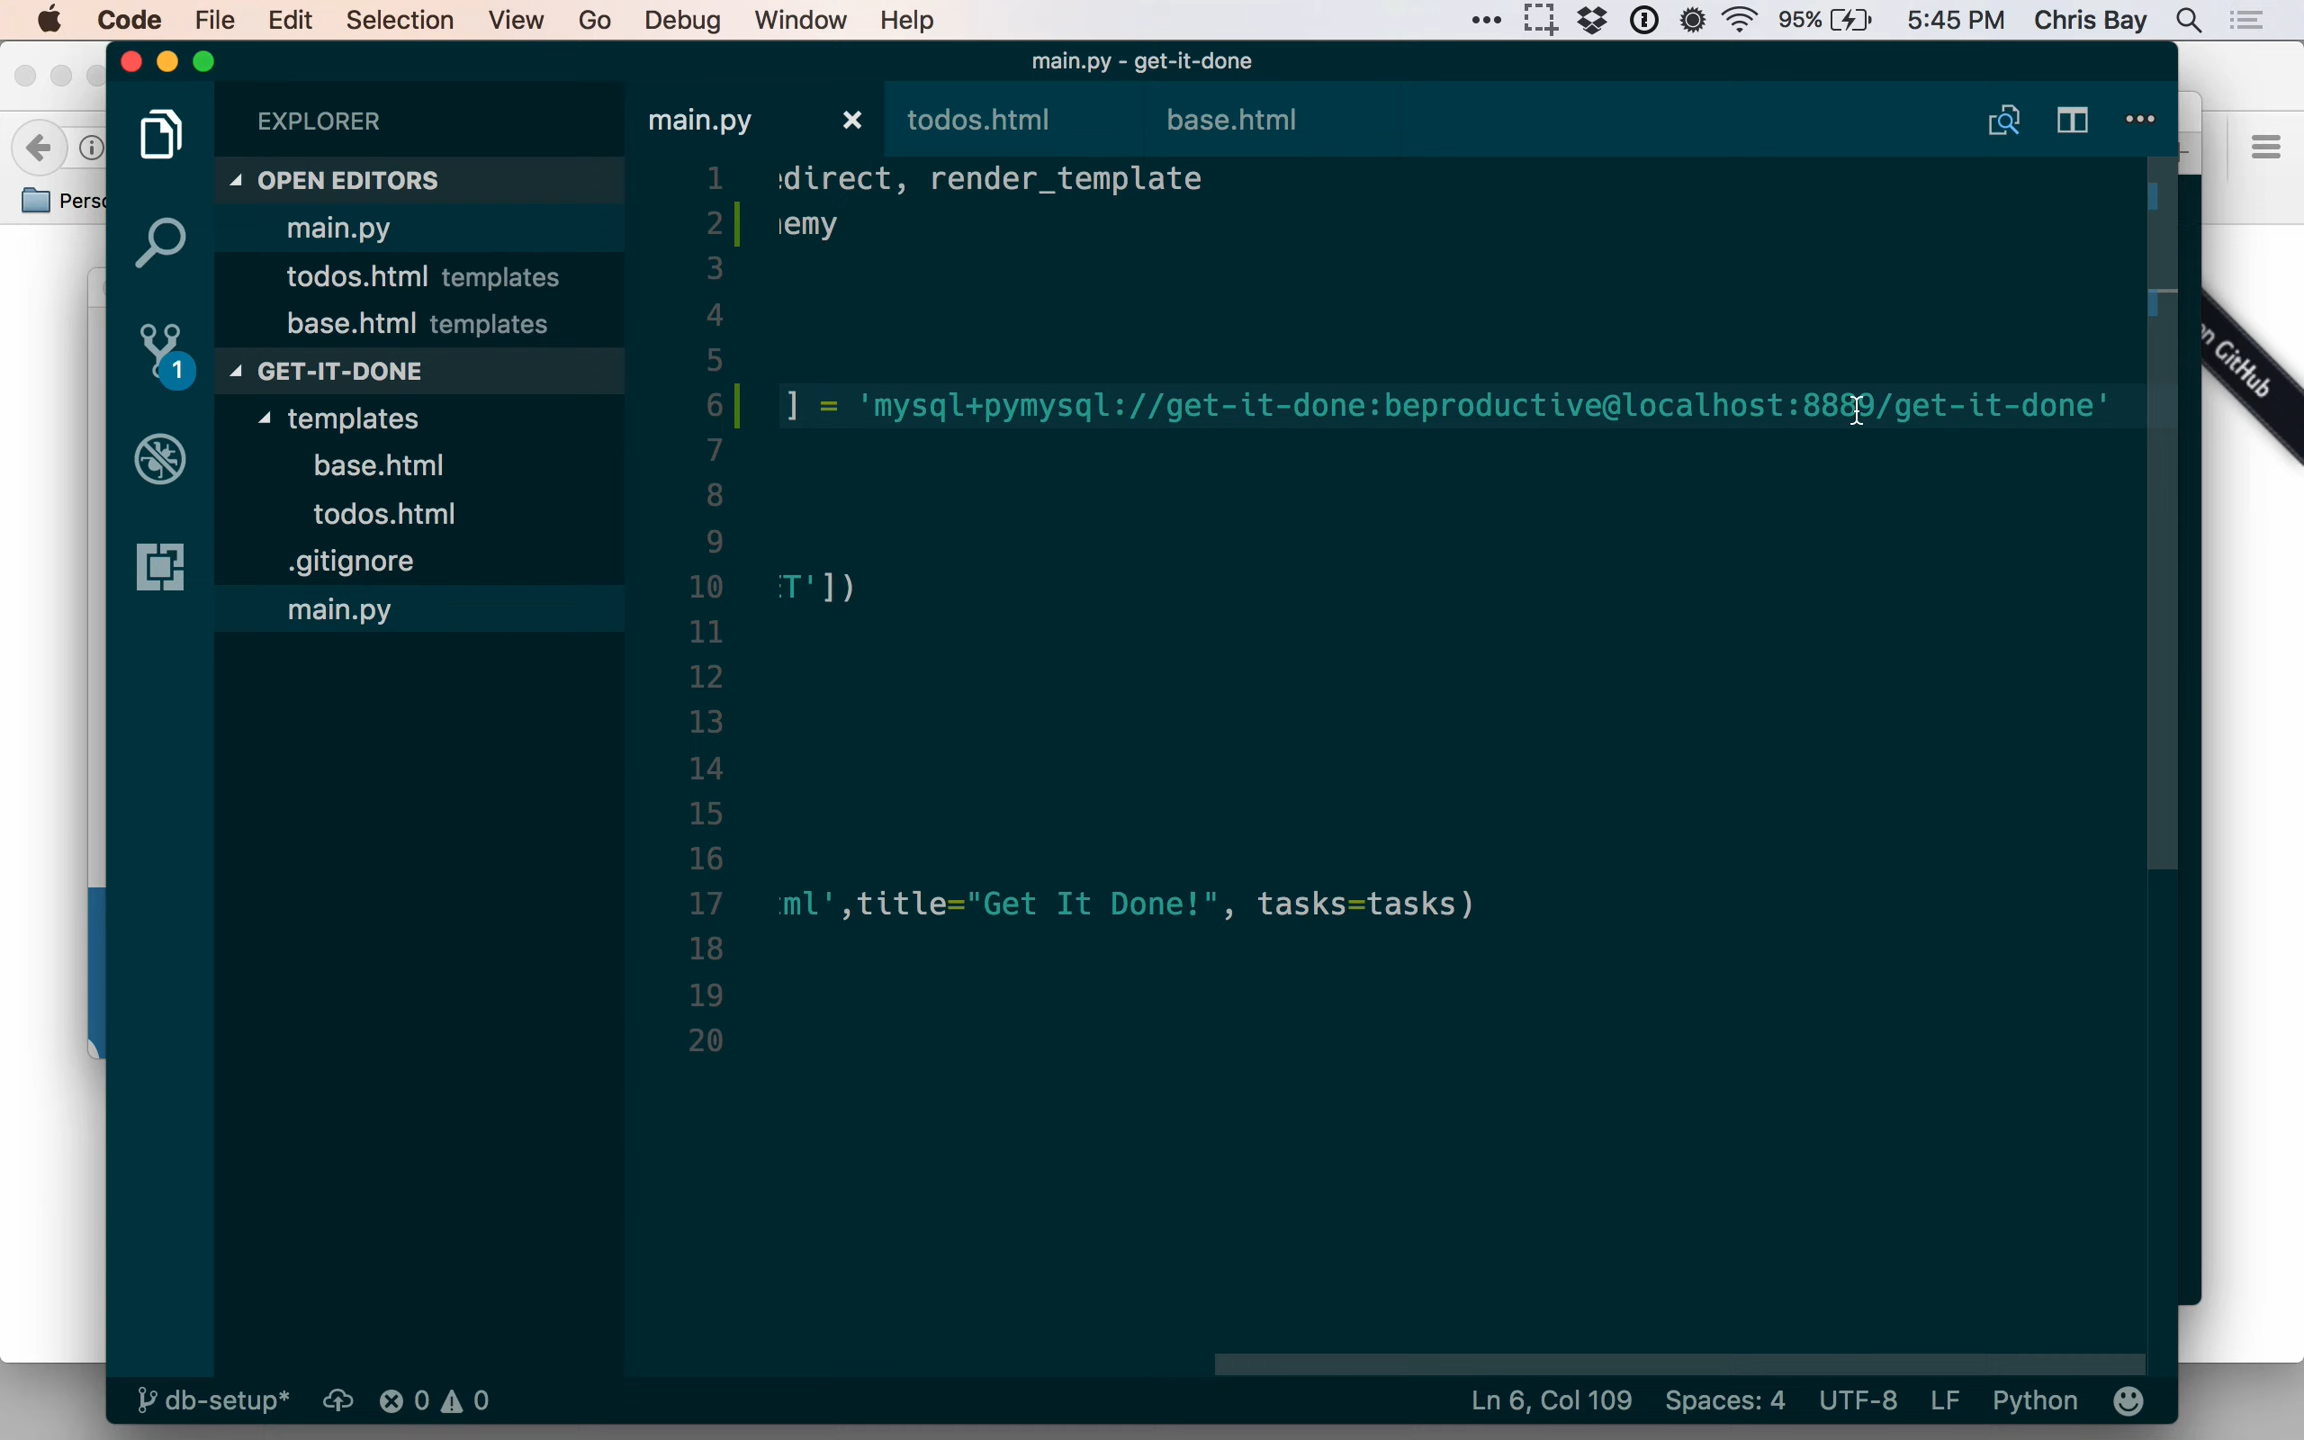 Code File Edit Selection View Go Debug Window Help 95% 5:45 PM Chris Bay
main.py - get-it-done
EXPLORER
main.py todos.html base.html
OPEN EDITORS
main.py
todos.html templates
base.html templates
GET-IT-DONE
templates
base.html
todos.html
.gitignore
main.py
1 direct, render_template
2 emy
3
4
5
6 ] = 'mysql+pymysql://get-it-done:beproductive@localhost:8889/get-it-done'
7
8
9
10 T'])
11
12
13
14
15
16
17 ml',title="Get It Done!", tasks=tasks)
18
19
20
Perso
on GitHub
1
db-setup* 0 0 Ln 6, Col 109 Spaces: 4 UTF-8 LF Python